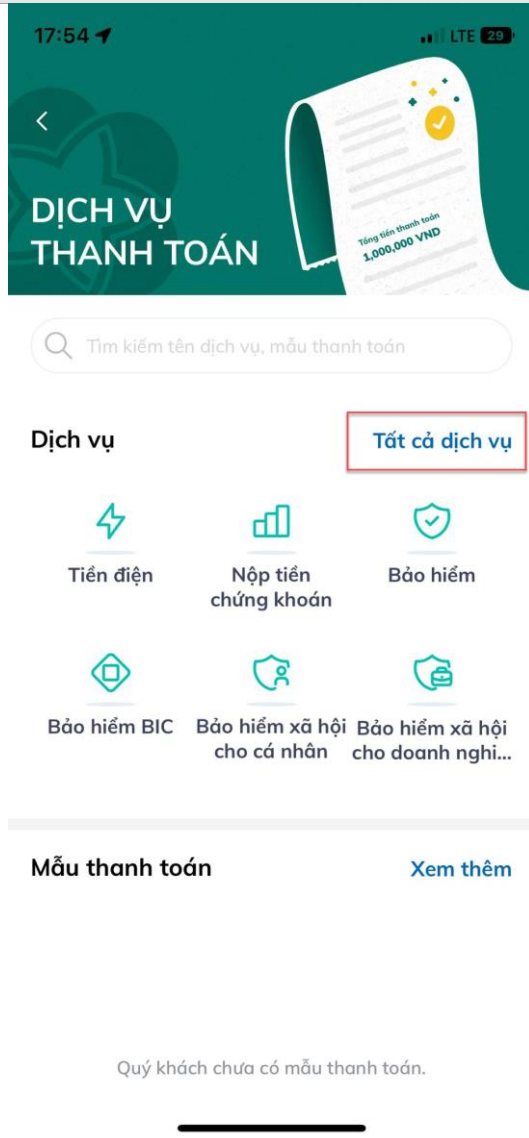 17:54
LTE 29
DỊCH VỤ
THANH TOÁN
Tổng tiền thanh toán
1,000,000 VND
Tìm kiếm tên dịch vụ, mẫu thanh toán
Dịch vụ
Tất cả dịch vụ
Tiền điện
Nộp tiền
chứng khoán
Bảo hiểm
Bảo hiểm BIC
Bảo hiểm xã hội
cho cá nhân
Bảo hiểm xã hội
cho doanh nghi...
Mẫu thanh toán
Xem thêm
Quý khách chưa có mẫu thanh toán.